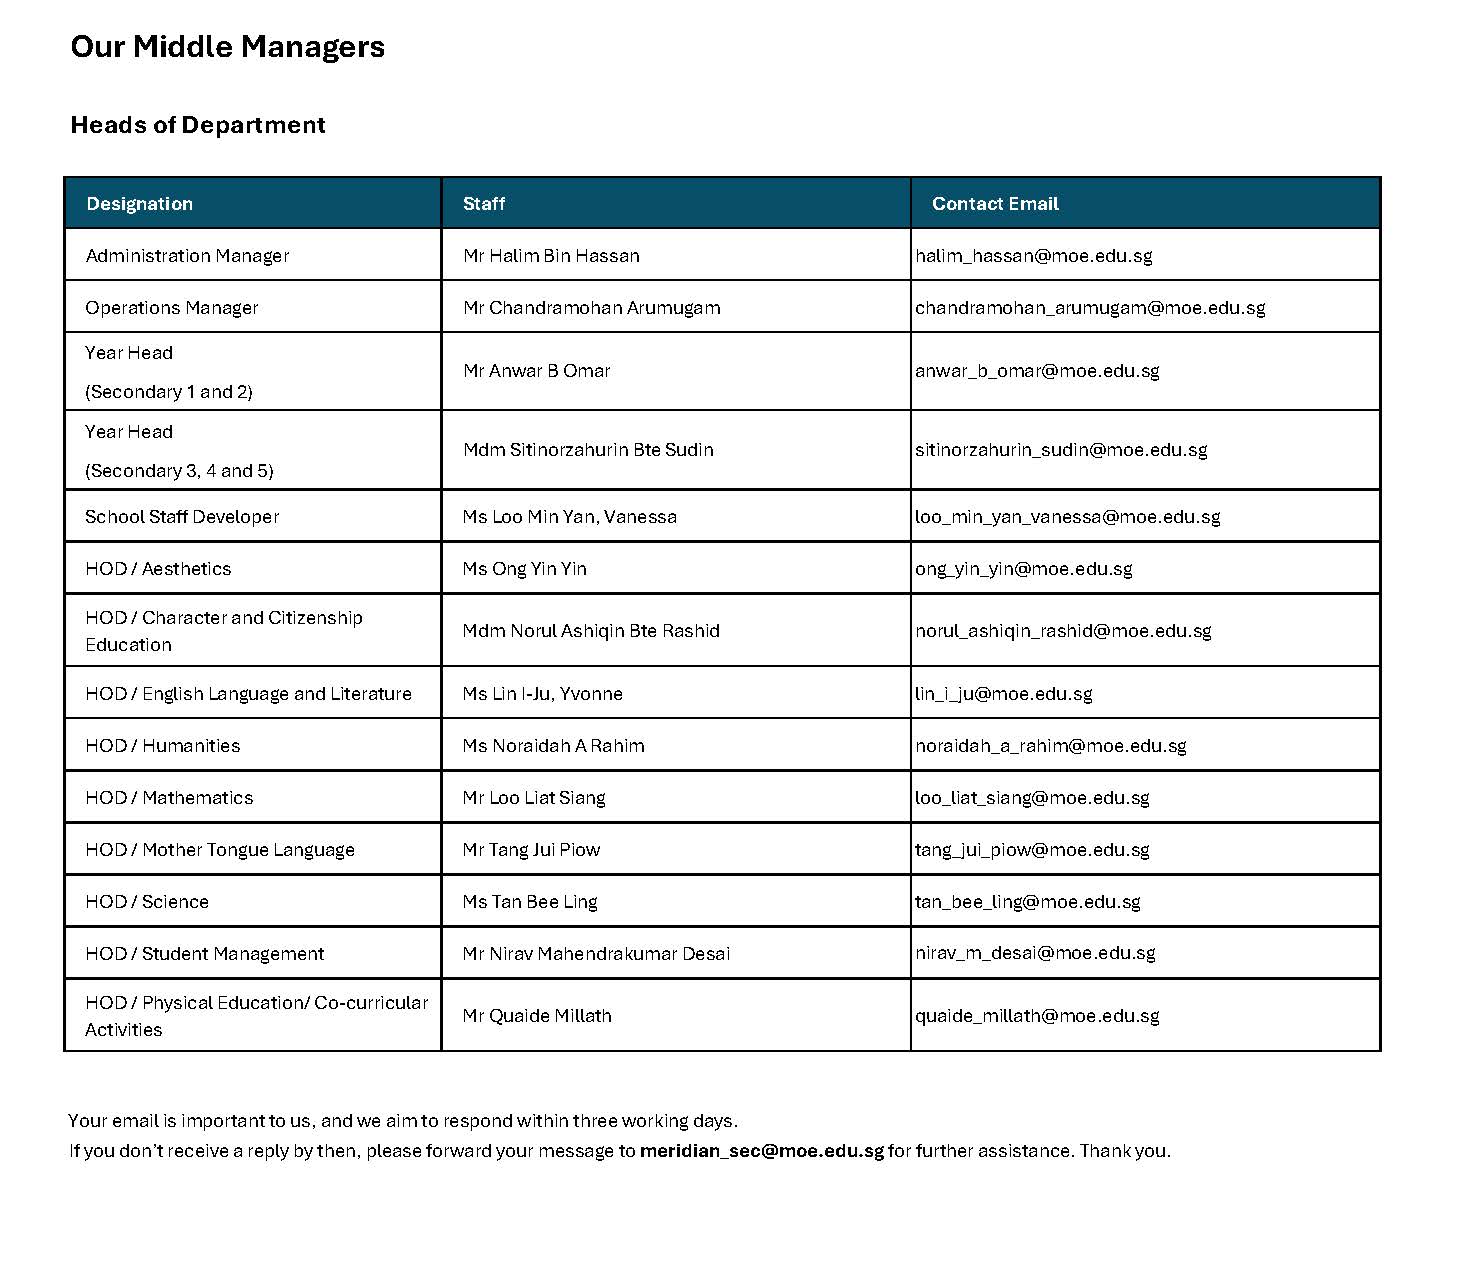 Our Middle Managers
Heads of Department
Designation Staff Contact Email
Administration Manager Mr Halim Bin Hassan halim_hassan@moe.edu.sg
Operations Manager Mr Chandramohan Arumugam chandramohan_arumugam@moe.edu.sg
Year Head
(Secondary 1 and 2) Mr Anwar B Omar anwar_b_omar@moe.edu.sg
Year Head
(Secondary 3, 4 and 5) Mdm Sitinorzahurin Bte Sudin sitinorzahurin_sudin@moe.edu.sg
School Staff Developer Ms Loo Min Yan, Vanessa loo_min_yan_vanessa@moe.edu.sg
HOD / Aesthetics Ms Ong Yin Yin ong_yin_yin@moe.edu.sg
HOD / Character and Citizenship
Education Mdm Norul Ashiqin Bte Rashid norul_ashiqin_rashid@moe.edu.sg
HOD / English Language and Literature Ms Lin I-Ju, Yvonne lin_i_ju@moe.edu.sg
HOD / Humanities Ms Noraidah A Rahim noraidah_a_rahim@moe.edu.sg
HOD / Mathematics Mr Loo Liat Siang loo_liat_siang@moe.edu.sg
HOD / Mother Tongue Language Mr Tang Jui Piow tang_jui_piow@moe.edu.sg
HOD / Science Ms Tan Bee Ling tan_bee_ling@moe.edu.sg
HOD / Student Management Mr Nirav Mahendrakumar Desai nirav_m_desai@moe.edu.sg
HOD / Physical Education/ Co-curricular
Activities Mr Quaide Millath quaide_millath@moe.edu.sg
Your email is important to us, and we aim to respond within three working days.
If you don’t receive a reply by then, please forward your message to meridian_sec@moe.edu.sg for further assistance. Thank you.